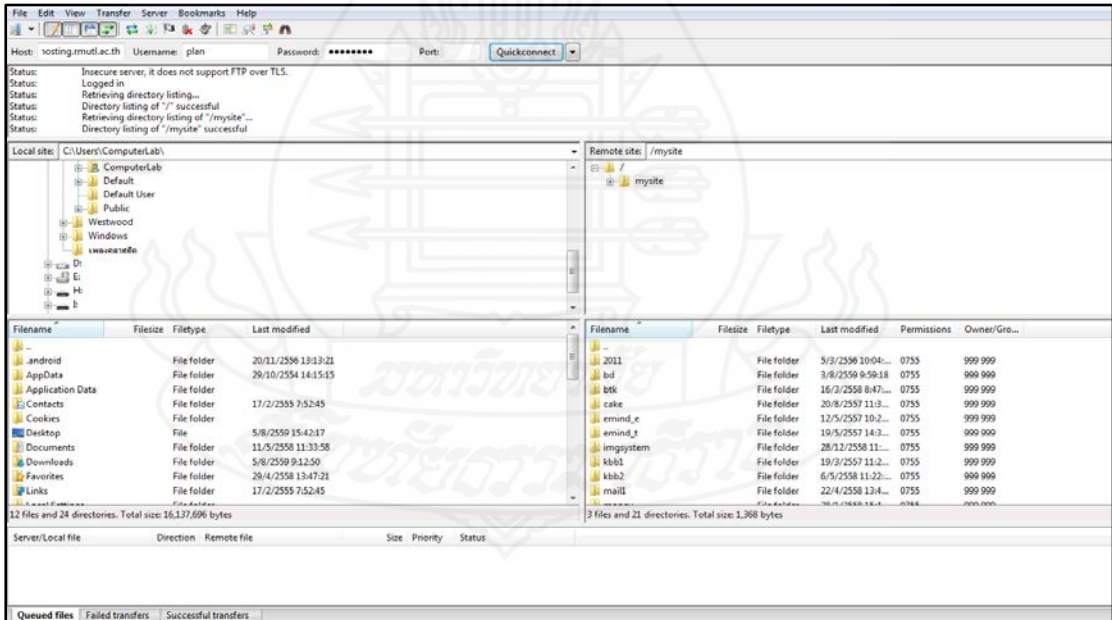 File Edit View Transfer Server Bookmarks Help
Host: hosting.rmutl.ac.th Username: plan Password: ●●●●●●●● Port: Quickconnect
Status: Insecure server, it does not support FTP over TLS.
Status: Logged in
Status: Retrieving directory listing...
Status: Directory listing of "/" successful
Status: Retrieving directory listing of "/mysite"...
Status: Directory listing of "/mysite" successful
Local site: C:\Users\ComputerLab\
ComputerLab
Default
Default User
Public
Westwood
Windows
เพลงคลาสสิค
D:
E:
H:
I:
Remote site: /mysite
/
mysite
Filename Filesize Filetype Last modified
..
.android File folder 20/11/2556 13:13:21
AppData File folder 29/10/2554 14:15:15
Application Data File folder
Contacts File folder 17/2/2555 7:52:45
Cookies File folder
Desktop File 5/8/2559 15:42:17
Documents File folder 11/5/2558 11:33:58
Downloads File folder 5/8/2559 9:12:50
Favorites File folder 29/4/2558 13:47:21
Links File folder 17/2/2555 7:52:45
12 files and 24 directories. Total size: 16,137,696 bytes
Filename Filesize Filetype Last modified Permissions Owner/Gro...
..
2011 File folder 5/3/2556 10:04:... 0755 999 999
bd File folder 3/8/2559 9:59:18 0755 999 999
btk File folder 16/3/2558 8:47:... 0755 999 999
cake File folder 20/8/2557 11:3... 0755 999 999
emind_e File folder 12/5/2557 10:2... 0755 999 999
emind_t File folder 19/5/2557 14:3... 0755 999 999
imgsystem File folder 28/12/2558 11:... 0755 999 999
kbb1 File folder 19/3/2557 11:2... 0755 999 999
kbb2 File folder 6/5/2558 11:22:... 0755 999 999
mail1 File folder 22/4/2558 13:4... 0755 999 999
3 files and 21 directories. Total size: 1,368 bytes
Server/Local file Direction Remote file Size Priority Status
Queued files Failed transfers Successful transfers